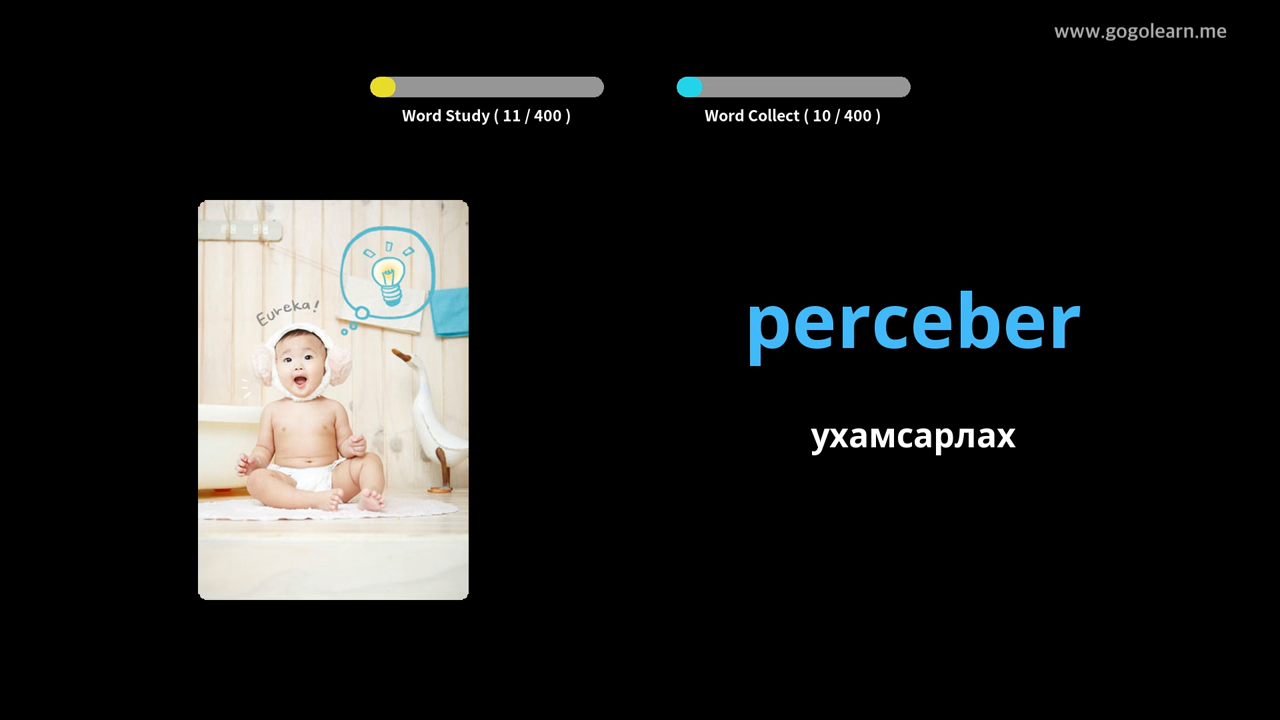 www.gogolearn.me
Word Study ( 11 / 400 )
Word Collect ( 10 / 400 )
Eureka!
perceber
ухамсарлах